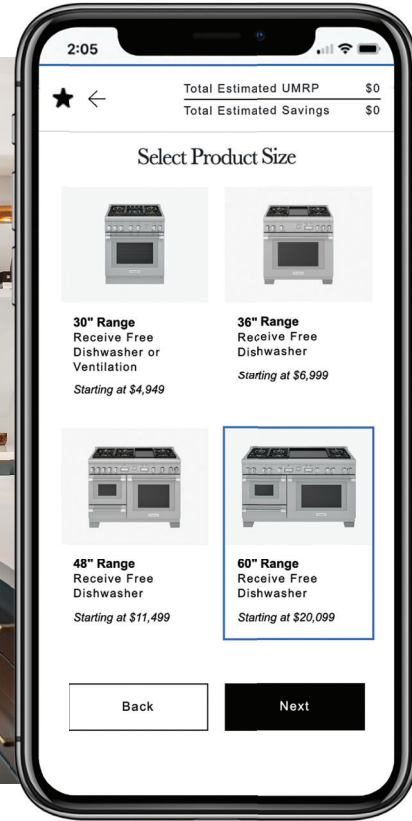 2:05
Total Estimated UMRP $0
Total Estimated Savings $0
Select Product Size
30" Range
Receive Free
Dishwasher or
Ventilation
Starting at $4,949
36" Range
Receive Free
Dishwasher
Starting at $6,999
48" Range
Receive Free
Dishwasher
Starting at $11,499
60" Range
Receive Free
Dishwasher
Starting at $20,099
Back
Next